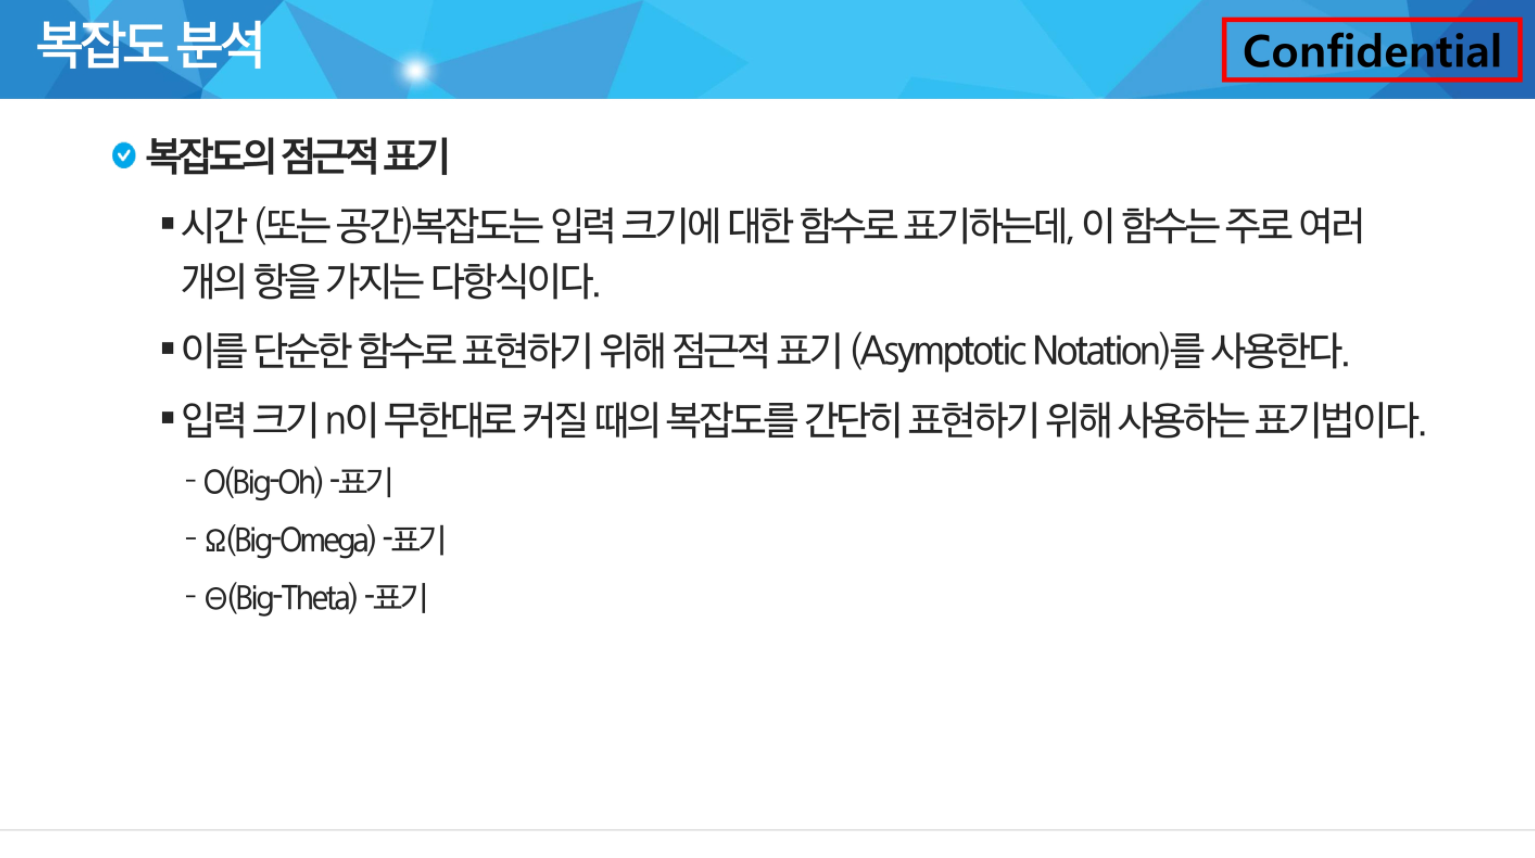 복잡도 분석
Confidential
복잡도의 점근적 표기
▪ 시간 (또는 공간)복잡도는 입력 크기에 대한 함수로 표기하는데, 이 함수는 주로 여러
개의 항을 가지는 다항식이다.
▪ 이를 단순한 함수로 표현하기 위해 점근적 표기 (Asymptotic Notation)를 사용한다.
▪ 입력 크기 n이 무한대로 커질 때의 복잡도를 간단히 표현하기 위해 사용하는 표기법이다.
- O(Big-Oh) -표기
- Ω(Big-Omega) -표기
- Θ(Big-Theta) -표기